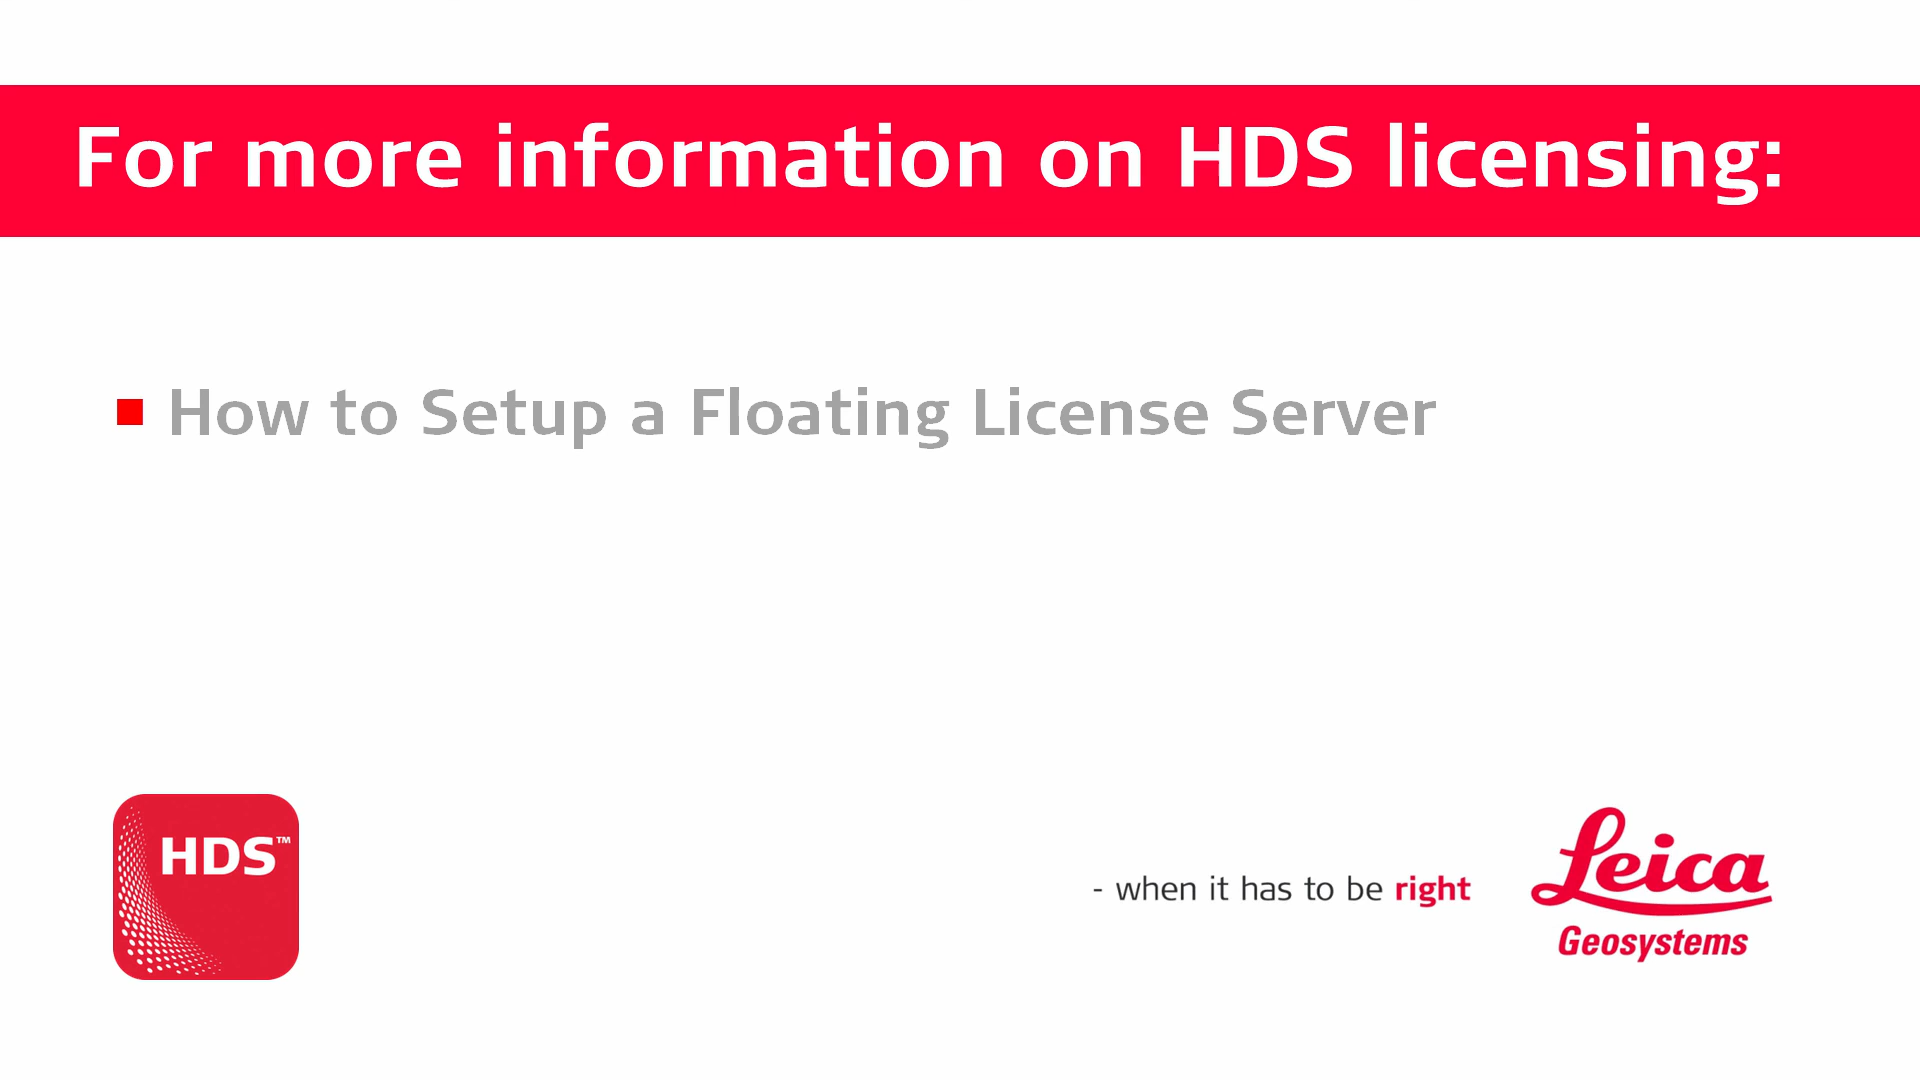 For more information on HDS licensing:
How to Setup a Floating License Server
HDS™
- when it has to be right
Leica
Geosystems